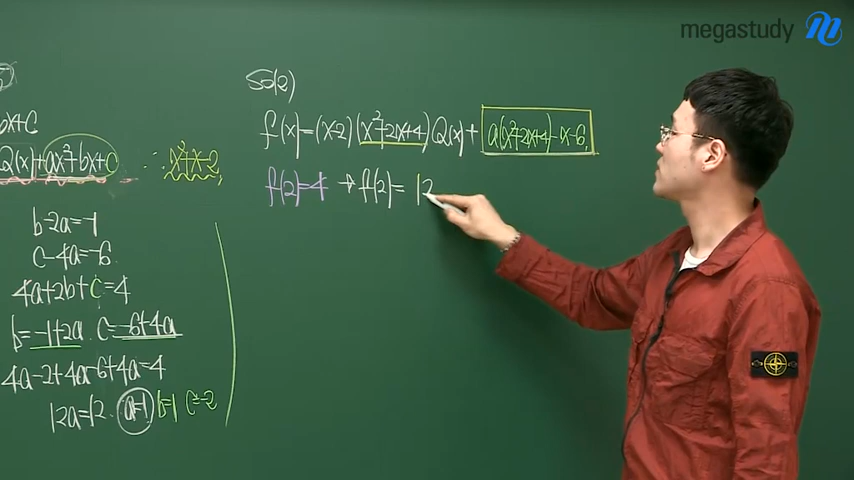 megastudy
bx+c
Q(x)+ax²+bx+c ∴ x²+x-2,
b-2a=-1
c-4a=-6
4a+2b+c=4
b=-1+2a. c=-6+4a
4a-2+4a-6+4a=4
12a=12. a=1 b=1 c=-2
Sol2)
f(x)=(x-2)(x²+2x+4)Q(x)+a(x²+2x+4)-x-6,
f(2)=4 → f(2)=12